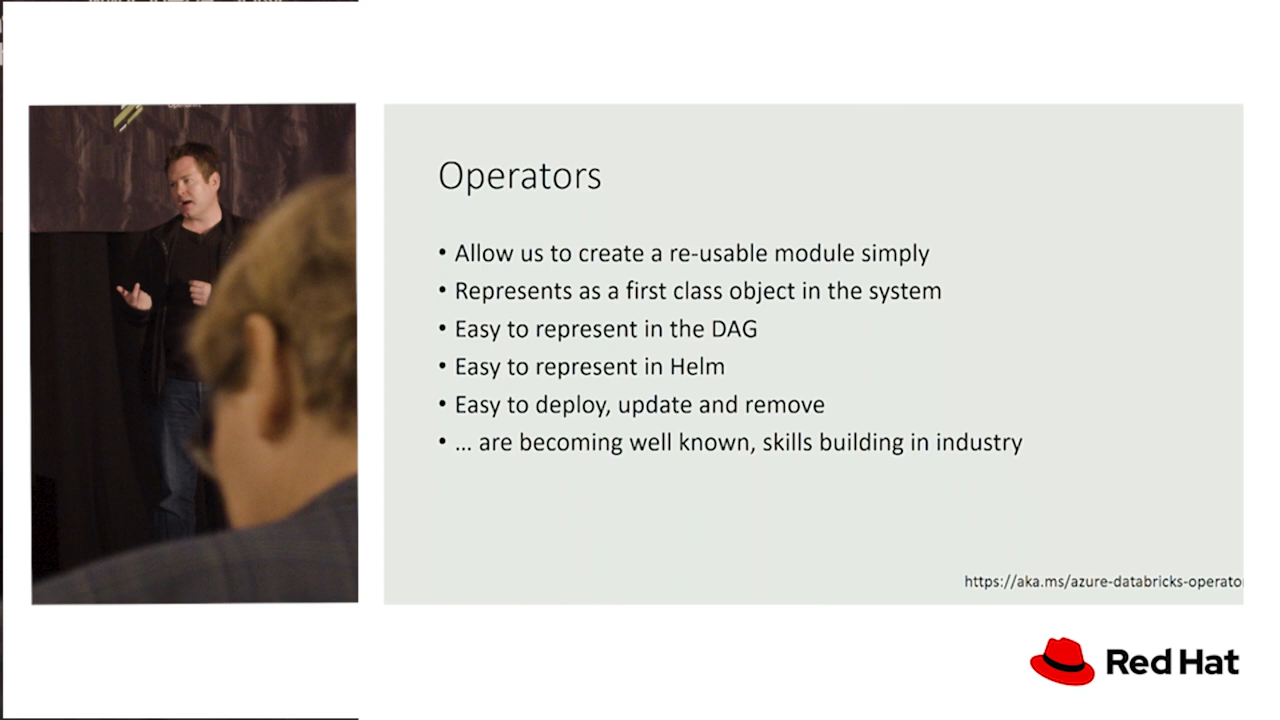 Operators
• Allow us to create a re-usable module simply
• Represents as a first class object in the system
• Easy to represent in the DAG
• Easy to represent in Helm
• Easy to deploy, update and remove
• ... are becoming well known, skills building in industry
https://aka.ms/azure-databricks-operato
Red Hat